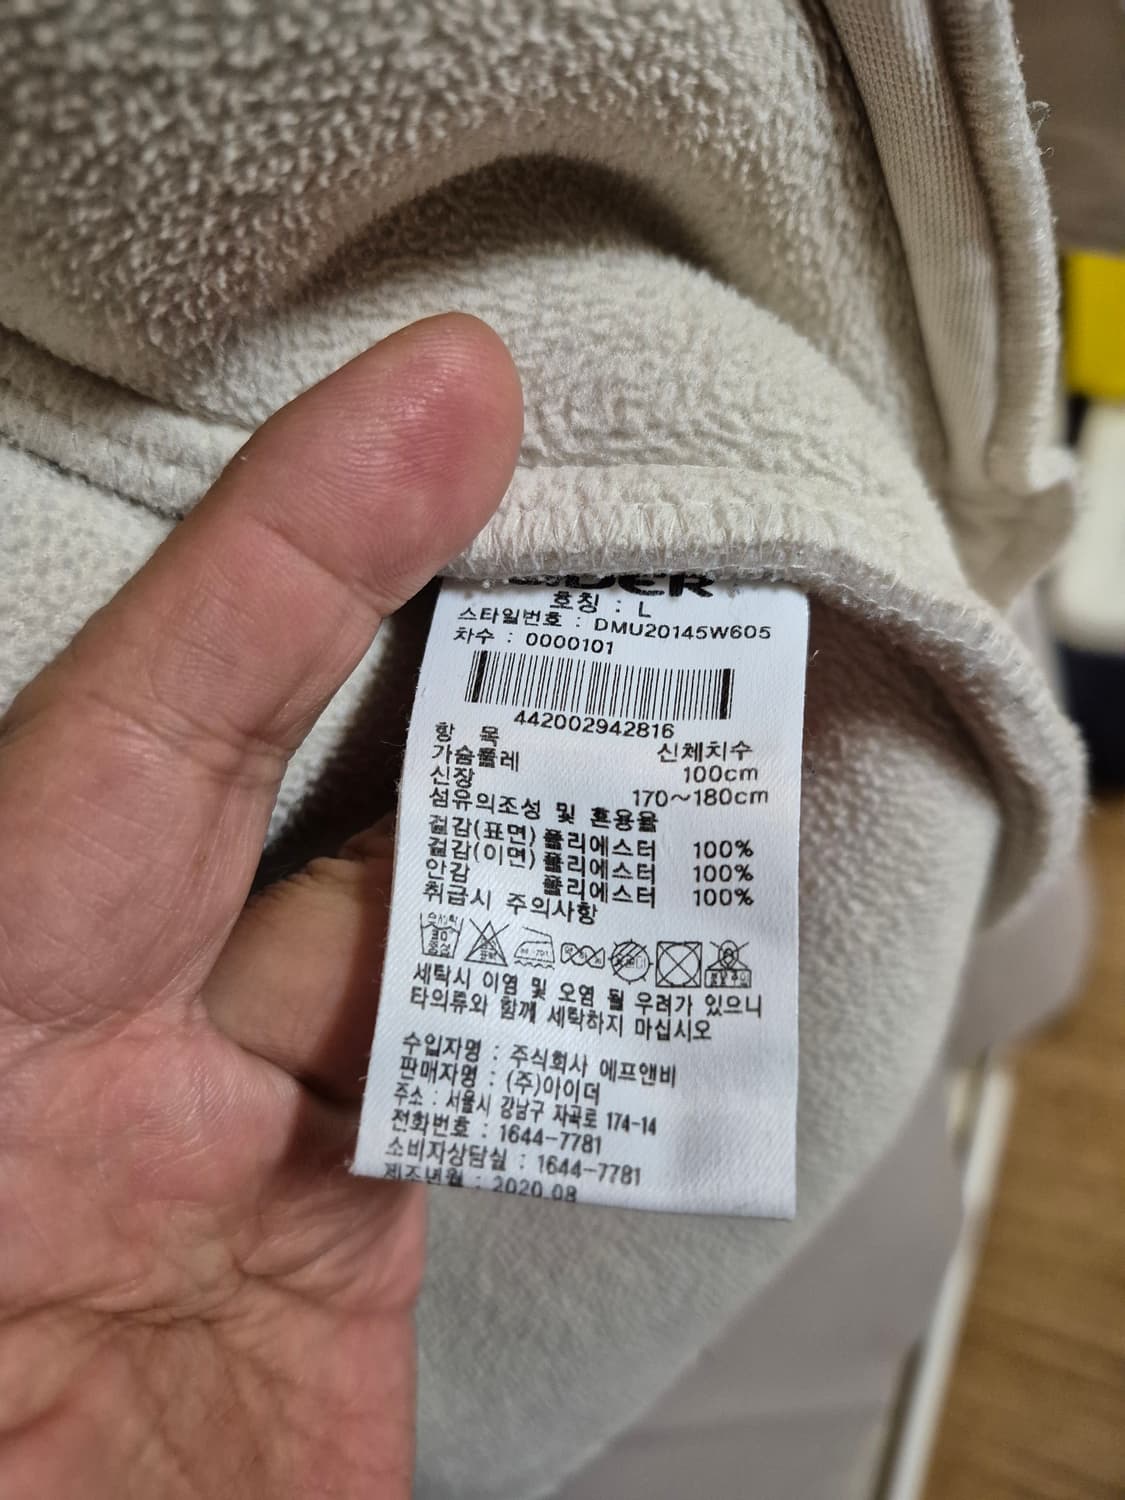 호칭 : L
스타일번호 : DMU20145W605
차수 : 0000101
442002942816
항 목 신체치수
가슴둘레 100cm
신장 170~180cm
섬유의조성 및 혼용율
겉감(표면) 폴리에스터 100%
겉감(이면) 폴리에스터 100%
안감 폴리에스터 100%
취급시 주의사항
세탁시 이염 및 오염 될 우려가 있으니
타의류와 함께 세탁하지 마십시오
수입자명 : 주식회사 에프앤비
판매자명 : (주)아이더
주소 : 서울시 강남구 자곡로 174-14
전화번호 : 1644-7781
소비자상담실 : 1644-7781
제조년월 : 2020.08